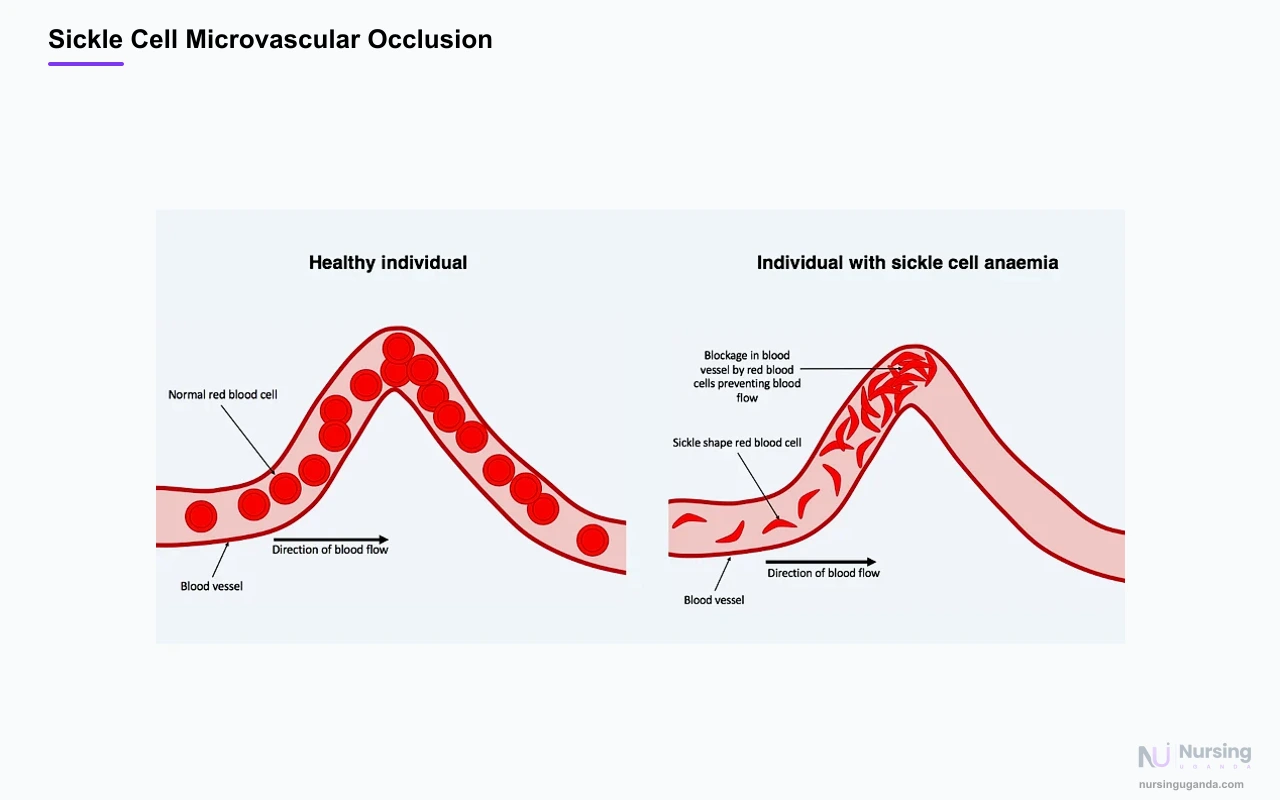 Sickle Cell Microvascular Occlusion
Healthy individual
Normal red blood cell
Direction of blood flow
Blood vessel
Individual with sickle cell anaemia
Blockage in blood
vessel by red blood
cells preventing blood
flow
Sickle shape red blood cell
Direction of blood flow
Blood vessel
NU Nursing
UGANDA
nursinguganda.com